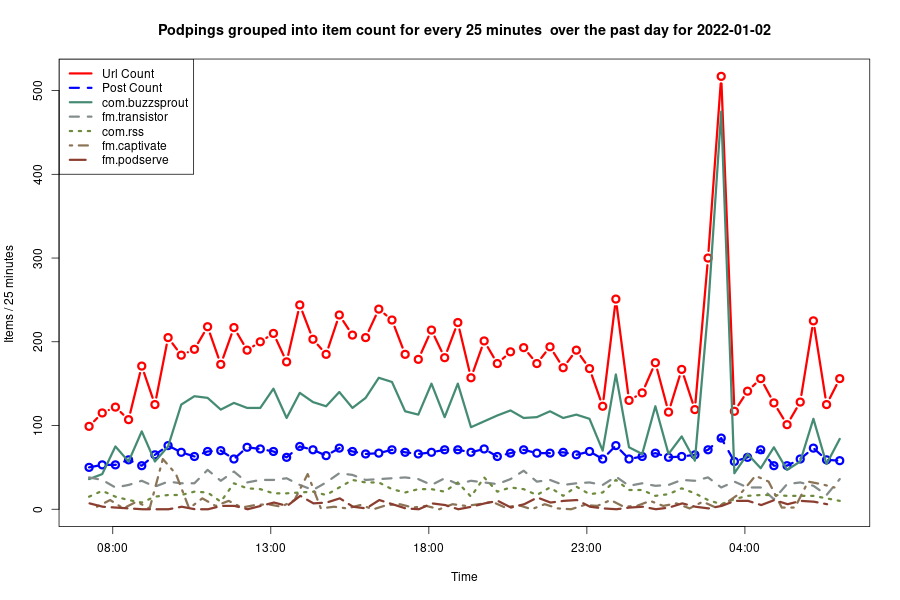 Podpings grouped into item count for every 25 minutes  over the past day for 2022-01-02
Url Count
Post Count
com.buzzsprout
fm.transistor
com.rss
fm.captivate
fm.podserve
Items / 25 minutes
500
400
300
200
100
0
08:00
13:00
18:00
23:00
04:00
Time